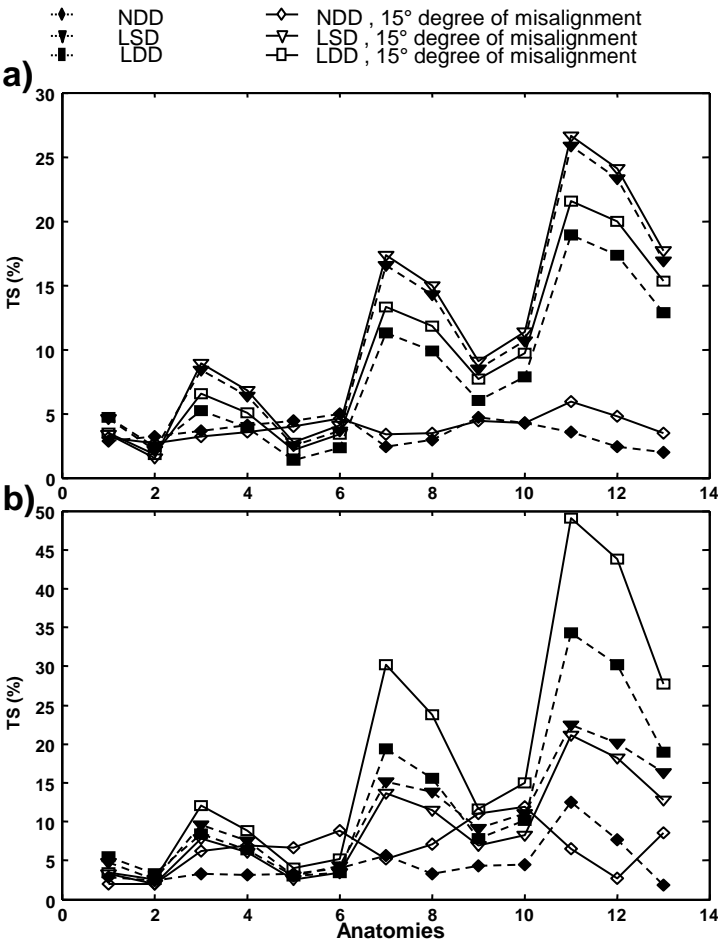 NDD NDD , 15° degree of misalignment
LSD LSD , 15° degree of misalignment
LDD LDD , 15° degree of misalignment
a)
30
25
20
15
10
5
0
TS (%)
0 2 4 6 8 10 12 14
b)
50
45
40
35
30
25
20
15
10
5
0
TS (%)
0 2 4 6 8 10 12 14
Anatomies